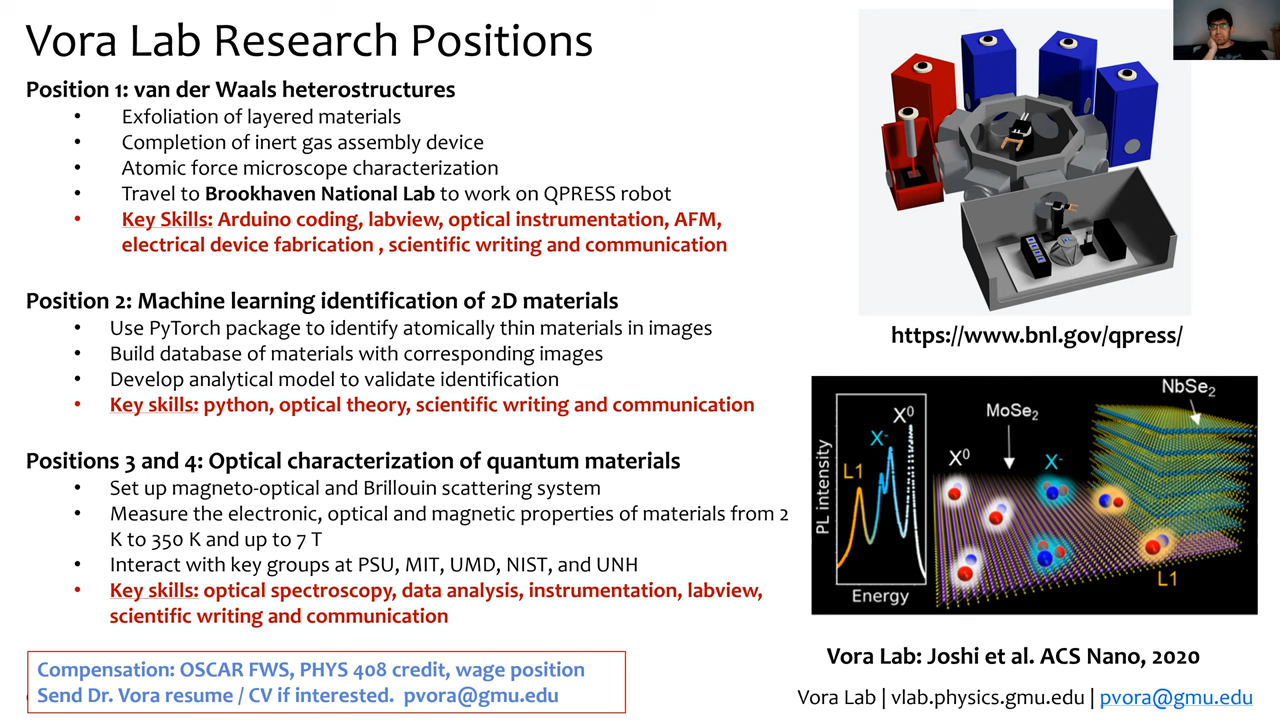 Vora Lab Research Positions
Position 1: van der Waals heterostructures
• Exfoliation of layered materials
• Completion of inert gas assembly device
• Atomic force microscope characterization
• Travel to Brookhaven National Lab to work on QPRESS robot
• Key Skills: Arduino coding, labview, optical instrumentation, AFM,
electrical device fabrication , scientific writing and communication
Position 2: Machine learning identification of 2D materials
• Use PyTorch package to identify atomically thin materials in images
• Build database of materials with corresponding images
• Develop analytical model to validate identification
• Key skills: python, optical theory, scientific writing and communication
Positions 3 and 4: Optical characterization of quantum materials
• Set up magneto-optical and Brillouin scattering system
• Measure the electronic, optical and magnetic properties of materials from 2
K to 350 K and up to 7 T
• Interact with key groups at PSU, MIT, UMD, NIST, and UNH
• Key skills: optical spectroscopy, data analysis, instrumentation, labview,
scientific writing and communication
Compensation: OSCAR FWS, PHYS 408 credit, wage position
Send Dr. Vora resume / CV if interested. pvora@gmu.edu
https://www.bnl.gov/qpress/
PL intensity
Energy
L1
X-
X0
MoSe2
NbSe2
X0
X-
L1
Vora Lab: Joshi et al. ACS Nano, 2020
Vora Lab | vlab.physics.gmu.edu | pvora@gmu.edu